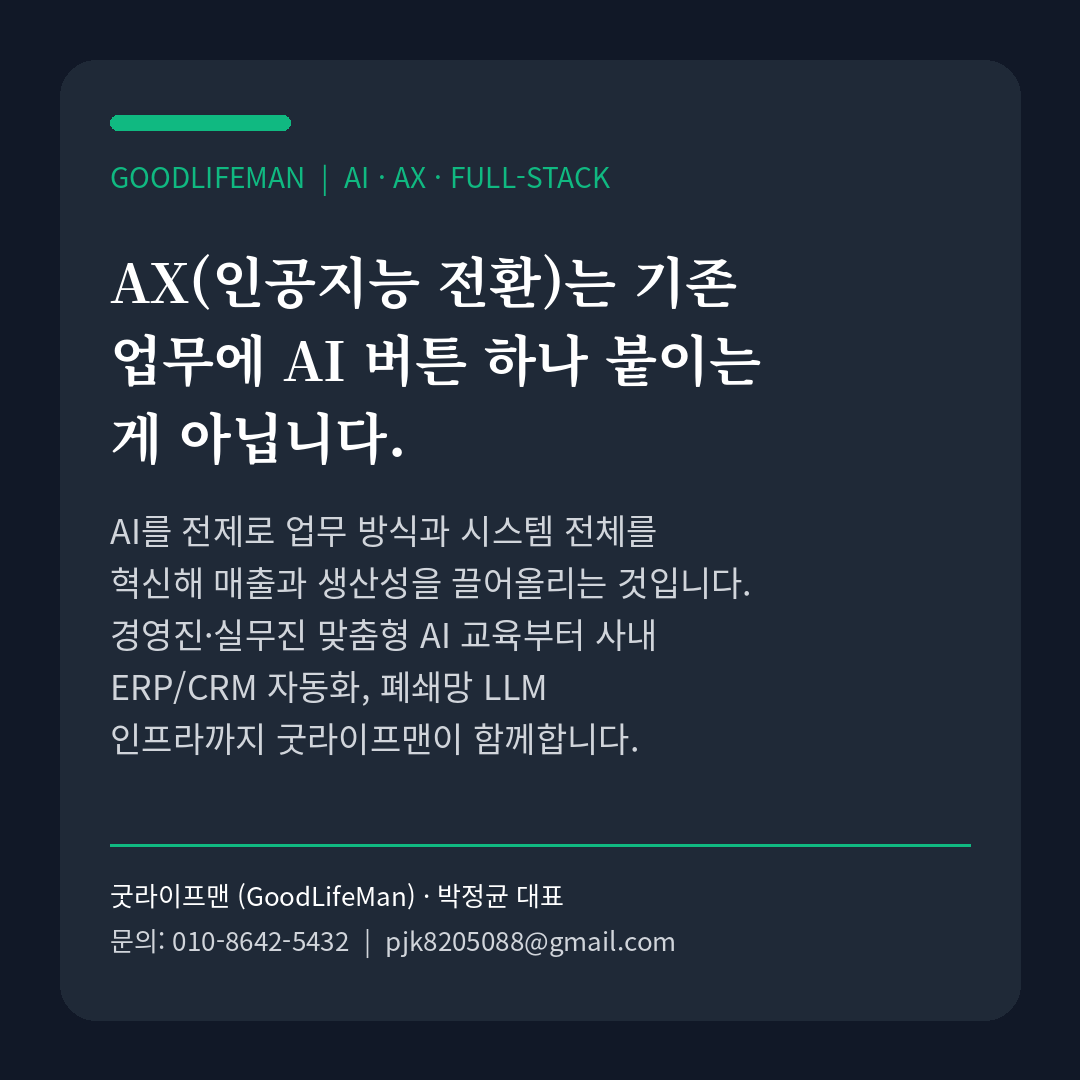 GOODLIFEMAN | AI · AX · FULL-STACK
AX(인공지능 전환)는 기존
업무에 AI 버튼 하나 붙이는
게 아닙니다.
AI를 전제로 업무 방식과 시스템 전체를
혁신해 매출과 생산성을 끌어올리는 것입니다.
경영진·실무진 맞춤형 AI 교육부터 사내
ERP/CRM 자동화, 폐쇄망 LLM
인프라까지 굿라이프맨이 함께합니다.
굿라이프맨 (GoodLifeMan) · 박정균 대표
문의: 010-8642-5432 | pjk8205088@gmail.com